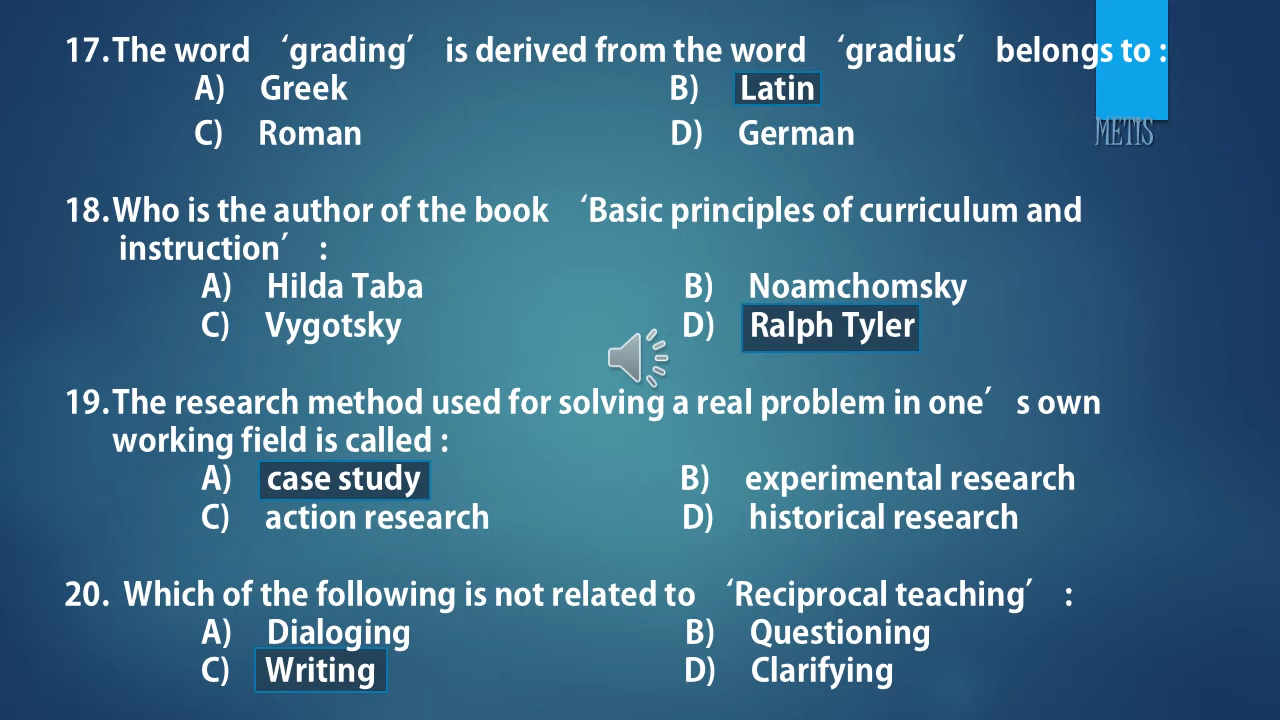 17. The word ‘grading’ is derived from the word ‘gradius’ belongs to :
A) Greek B) Latin
C) Roman D) German
METIS
18. Who is the author of the book ‘Basic principles of curriculum and
instruction’ :
A) Hilda Taba B) Noamchomsky
C) Vygotsky D) Ralph Tyler
19. The research method used for solving a real problem in one’ s own
working field is called :
A) case study B) experimental research
C) action research D) historical research
20. Which of the following is not related to ‘Reciprocal teaching’ :
A) Dialoging B) Questioning
C) Writing D) Clarifying